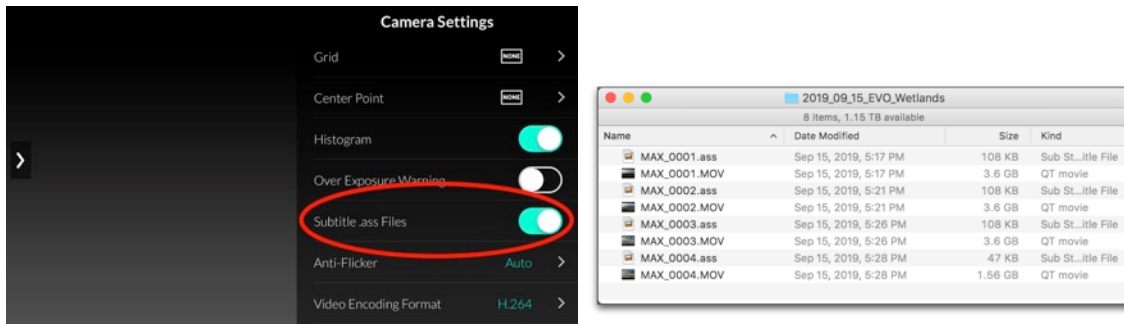 Camera Settings
Grid NONE >
Center Point NONE >
Histogram
Over Exposure Warning
Subtitle .ass Files
Anti-Flicker Auto >
Video Encoding Format H.264 >
2019_09_15_EVO_Wetlands
8 items, 1.15 TB available
Name Date Modified Size Kind
MAX_0001.ass Sep 15, 2019, 5:17 PM 108 KB Sub St...itle File
MAX_0001.MOV Sep 15, 2019, 5:17 PM 3.6 GB QT movie
MAX_0002.ass Sep 15, 2019, 5:21 PM 108 KB Sub St...itle File
MAX_0002.MOV Sep 15, 2019, 5:21 PM 3.6 GB QT movie
MAX_0003.ass Sep 15, 2019, 5:26 PM 108 KB Sub St...itle File
MAX_0003.MOV Sep 15, 2019, 5:26 PM 3.6 GB QT movie
MAX_0004.ass Sep 15, 2019, 5:28 PM 47 KB Sub St...itle File
MAX_0004.MOV Sep 15, 2019, 5:28 PM 1.56 GB QT movie